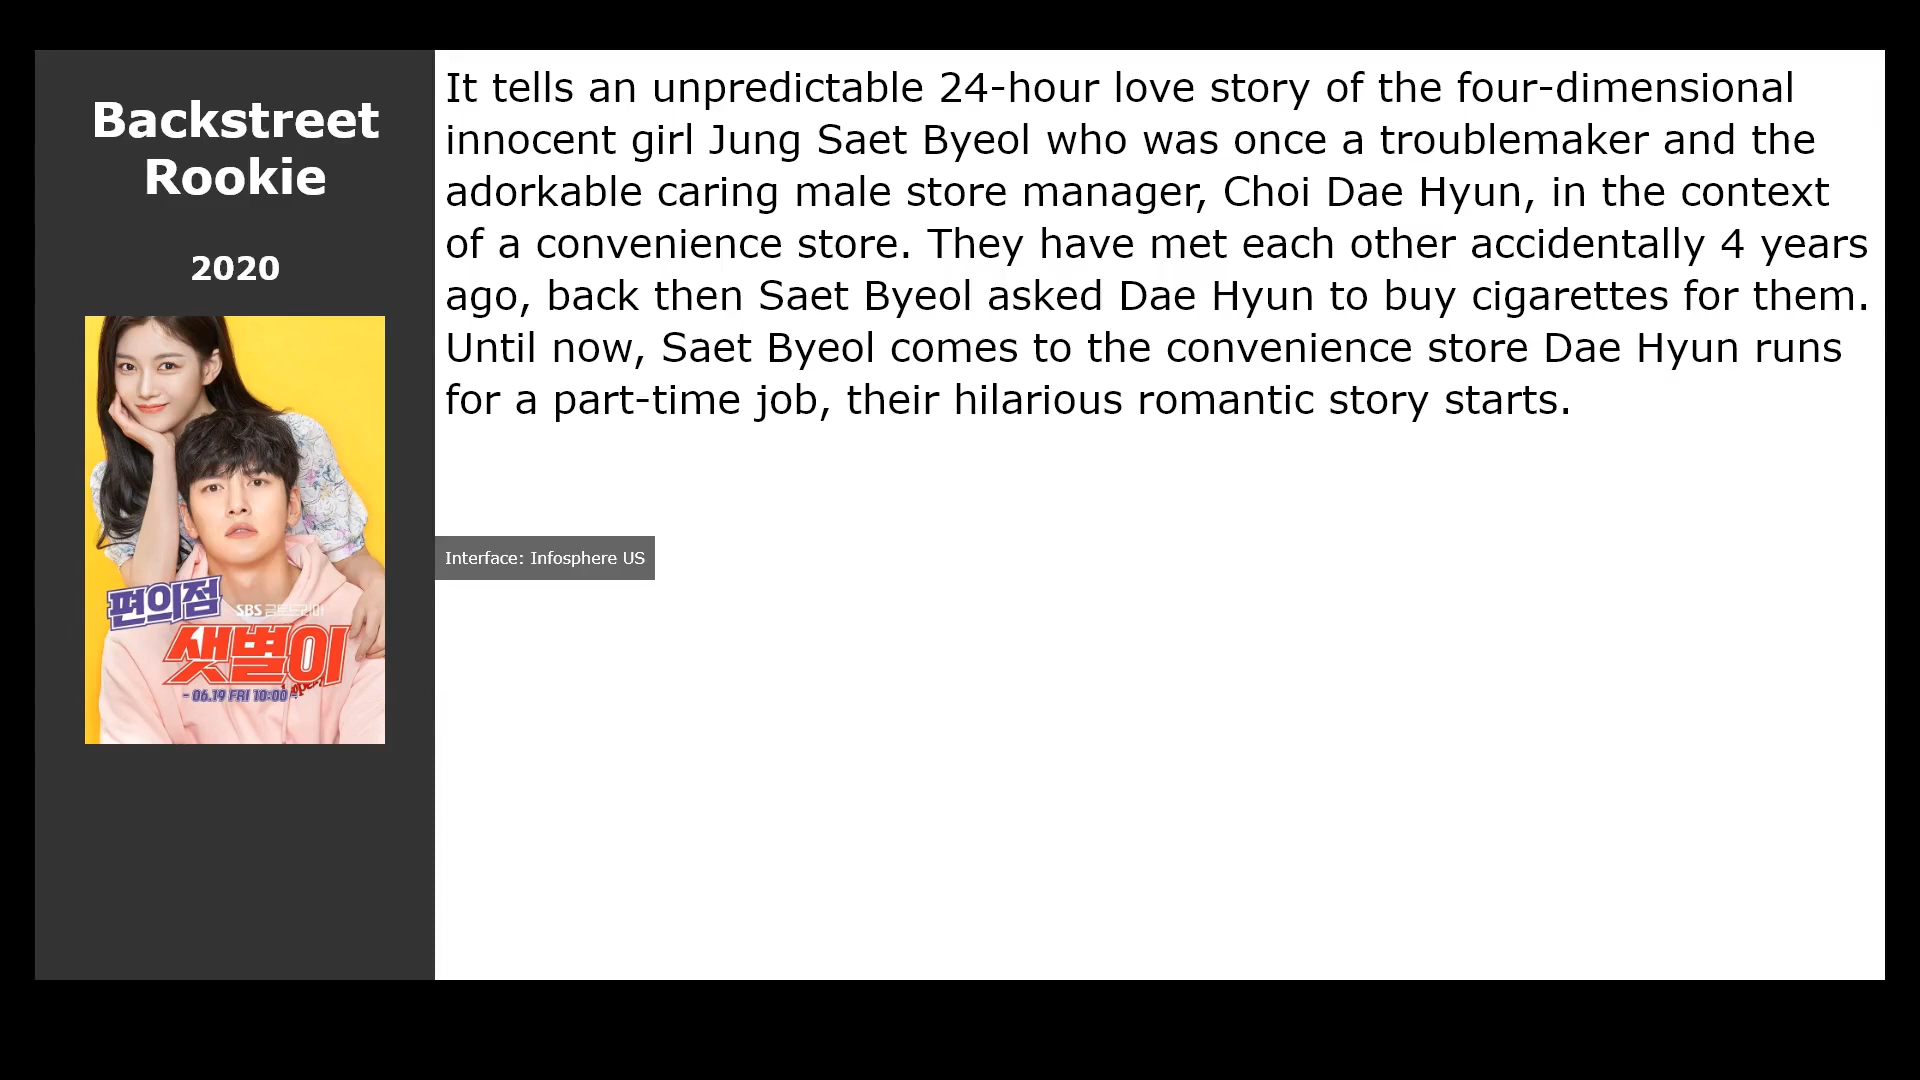 Backstreet
Rookie
2020
편의점
SBS 금토드라마
샛별이
- 06.19 FRI 10:00 -
It tells an unpredictable 24-hour love story of the four-dimensional
innocent girl Jung Saet Byeol who was once a troublemaker and the
adorkable caring male store manager, Choi Dae Hyun, in the context
of a convenience store. They have met each other accidentally 4 years
ago, back then Saet Byeol asked Dae Hyun to buy cigarettes for them.
Until now, Saet Byeol comes to the convenience store Dae Hyun runs
for a part-time job, their hilarious romantic story starts.
Interface: Infosphere US